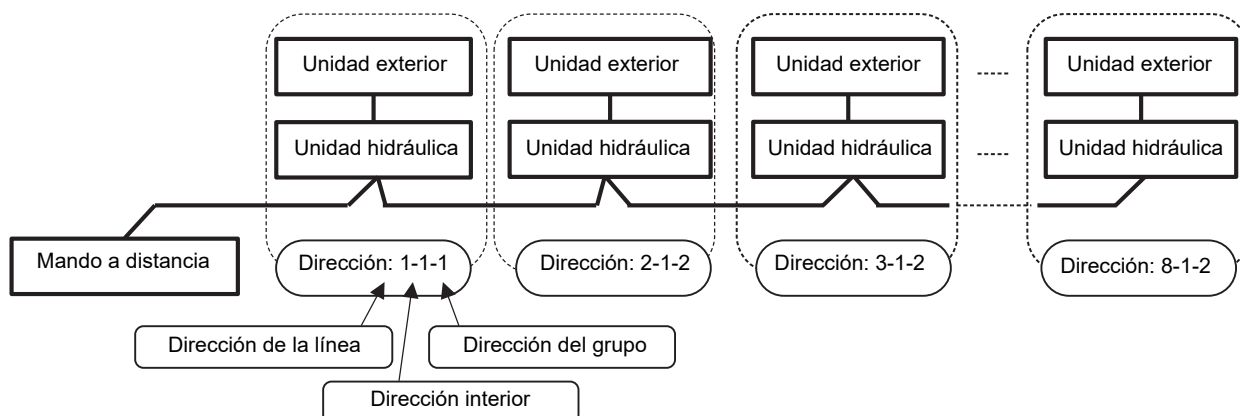 Unidad exterior
Unidad exterior
Unidad exterior
Unidad exterior
Unidad hidráulica
Unidad hidráulica
Unidad hidráulica
Unidad hidráulica
Mando a distancia
Dirección: 1-1-1
Dirección: 2-1-2
Dirección: 3-1-2
Dirección: 8-1-2
Dirección de la línea
Dirección del grupo
Dirección interior